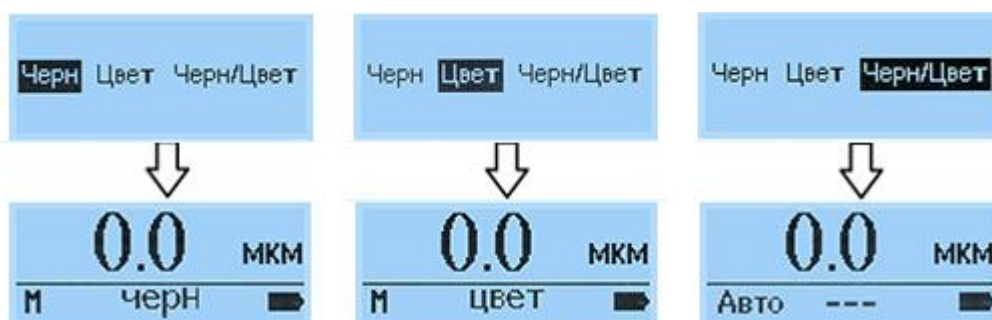 Черн Цвет Черн/Цвет
Черн Цвет Черн/Цвет
Черн Цвет Черн/Цвет
0.0 мкм
М черн
0.0 мкм
М цвет
0.0 мкм
Авто ---